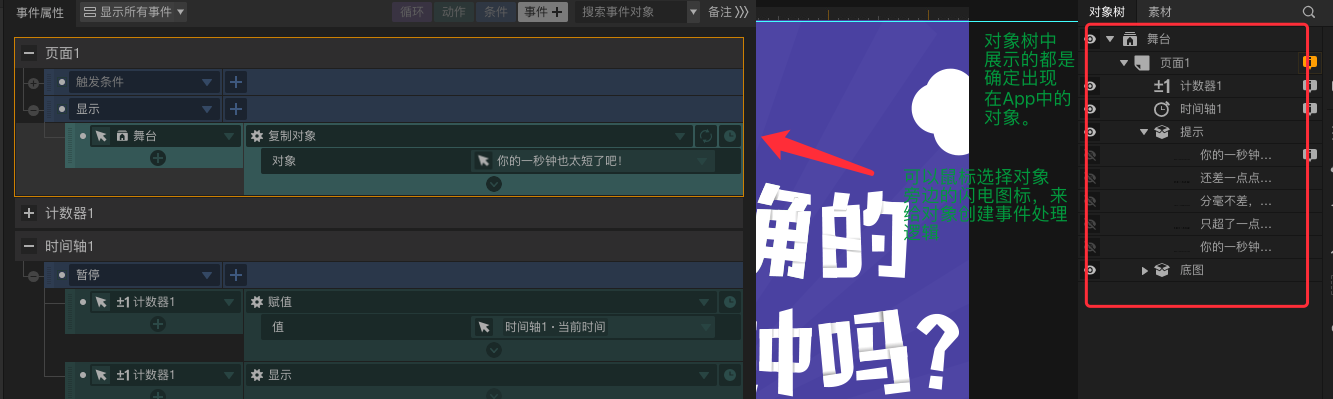 事件属性
显示所有事件
循环
动作
条件
事件
搜索事件对象
备注
页面1
触发条件
显示
舞台
复制对象
对象
你的一秒钟也太短了吧！
计数器1
时间轴1
暂停
±1 计数器1
赋值
值
时间轴1 · 当前时间
±1 计数器1
显示
角的
钟吗？
对象树中
展示的都是
确定出现
在App中的
对象。
可以鼠标选择对象
旁边的闪电图标，来
给对象创建事件处理
逻辑
对象树
素材
舞台
页面1
±1 计数器1
时间轴1
提示
你的一秒钟...
还差一点点...
分毫不差，...
只超了一点...
你的一秒钟...
底图